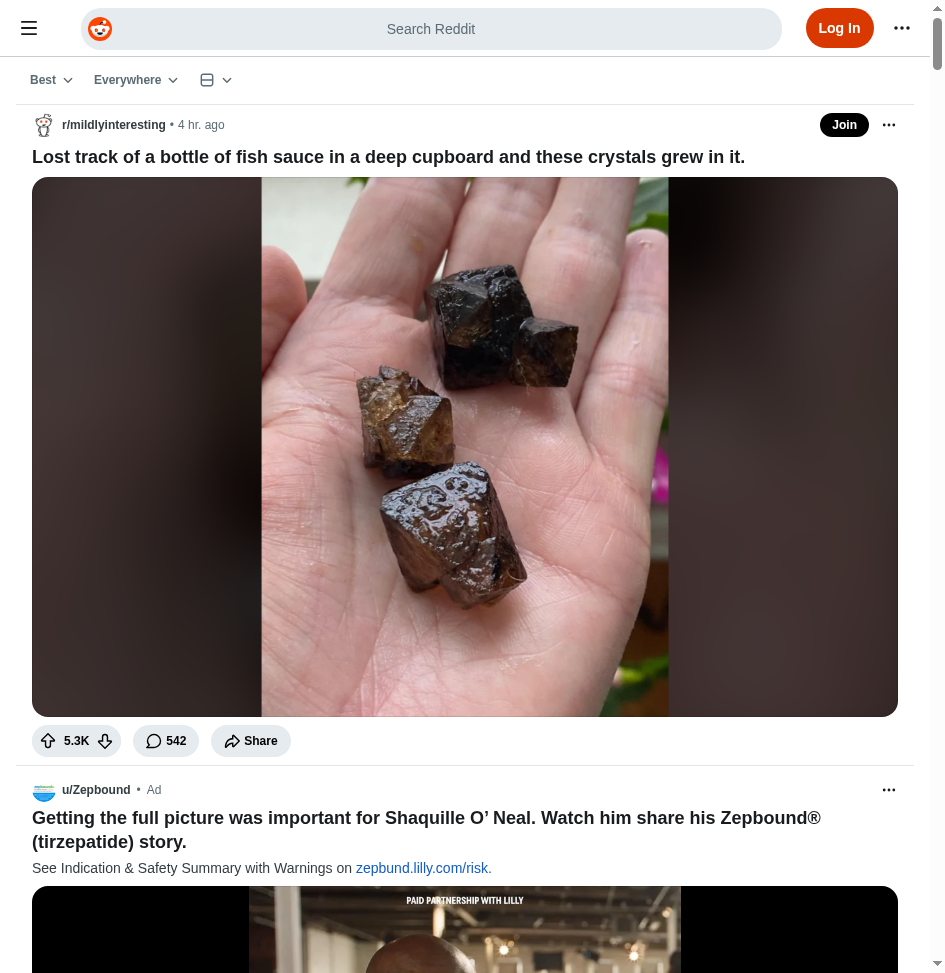 Search Reddit
Log In
Best
Everywhere
r/mildlyinteresting • 4 hr. ago
Join
Lost track of a bottle of fish sauce in a deep cupboard and these crystals grew in it.
5.3K
542
Share
u/Zepbound • Ad
Getting the full picture was important for Shaquille O’ Neal. Watch him share his Zepbound®
(tirzepatide) story.
See Indication & Safety Summary with Warnings on zepbund.lilly.com/risk.
PAID PARTNERSHIP WITH LILLY